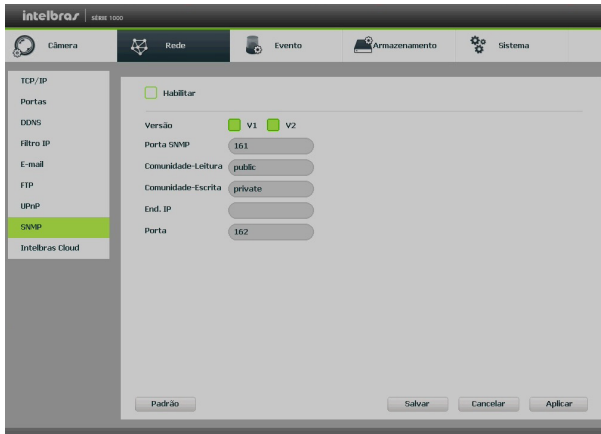 intelbras SÉRIE 1000
Câmera Rede Evento Armazenamento Sistema
TCP/IP
Portas
DDNS
Filtro IP
E-mail
FTP
UPnP
SNMP
Intelbras Cloud
Habilitar
Versão V1 V2
Porta SNMP 161
Comunidade-Leitura public
Comunidade-Escrita private
End. IP
Porta 162
Padrão Salvar Cancelar Aplicar